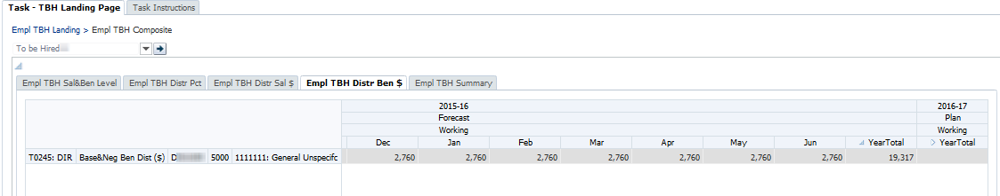 Task - TBH Landing Page Task Instructions
Empl TBH Landing > Empl TBH Composite
To be Hired
Empl TBH Sal&Ben Level Empl TBH Distr Pct Empl TBH Distr Sal $ Empl TBH Distr Ben $ Empl TBH Summary
2015-16 2016-17
Forecast Plan
Working Working
Dec Jan Feb Mar Apr May Jun YearTotal YearTotal
T0245: DIR Base&Neg Ben Dist ($) D 5000 1111111: General Unspecifc 2,760 2,760 2,760 2,760 2,760 2,760 2,760 19,317